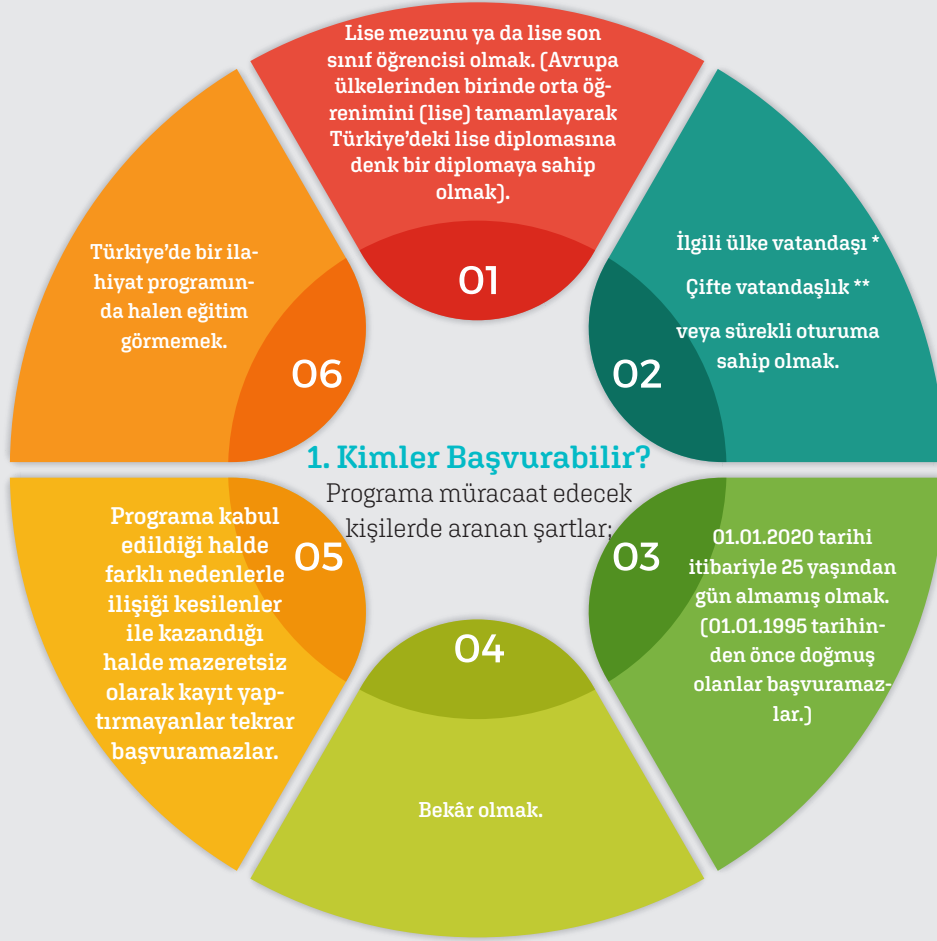 Lise mezunu ya da lise son
sınıf öğrencisi olmak. (Avrupa
ülkelerinden birinde orta öğ-
renimini (lise) tamamlayarak
Türkiye’deki lise diplomasına
denk bir diplomaya sahip
olmak).
01
İlgili ülke vatandaşı *
Çifte vatandaşlık **
veya sürekli oturuma
sahip olmak.
02
1. Kimler Başvurabilir?
Programa müracaat edecek
kişilerde aranan şartlar;
03
01.01.2020 tarihi
itibariyle 25 yaşından
gün almamış olmak.
(01.01.1995 tarihin-
den önce doğmuş
olanlar başvuramaz-
lar.)
04
Bekâr olmak.
05
Programa kabul
edildiği halde
farklı nedenlerle
ilişiği kesilenler
ile kazandığı
halde mazeretsiz
olarak kayıt yap-
tırmayanlar tekrar
başvuramazlar.
06
Türkiye’de bir ila-
hiyat programın-
da halen eğitim
görmemek.